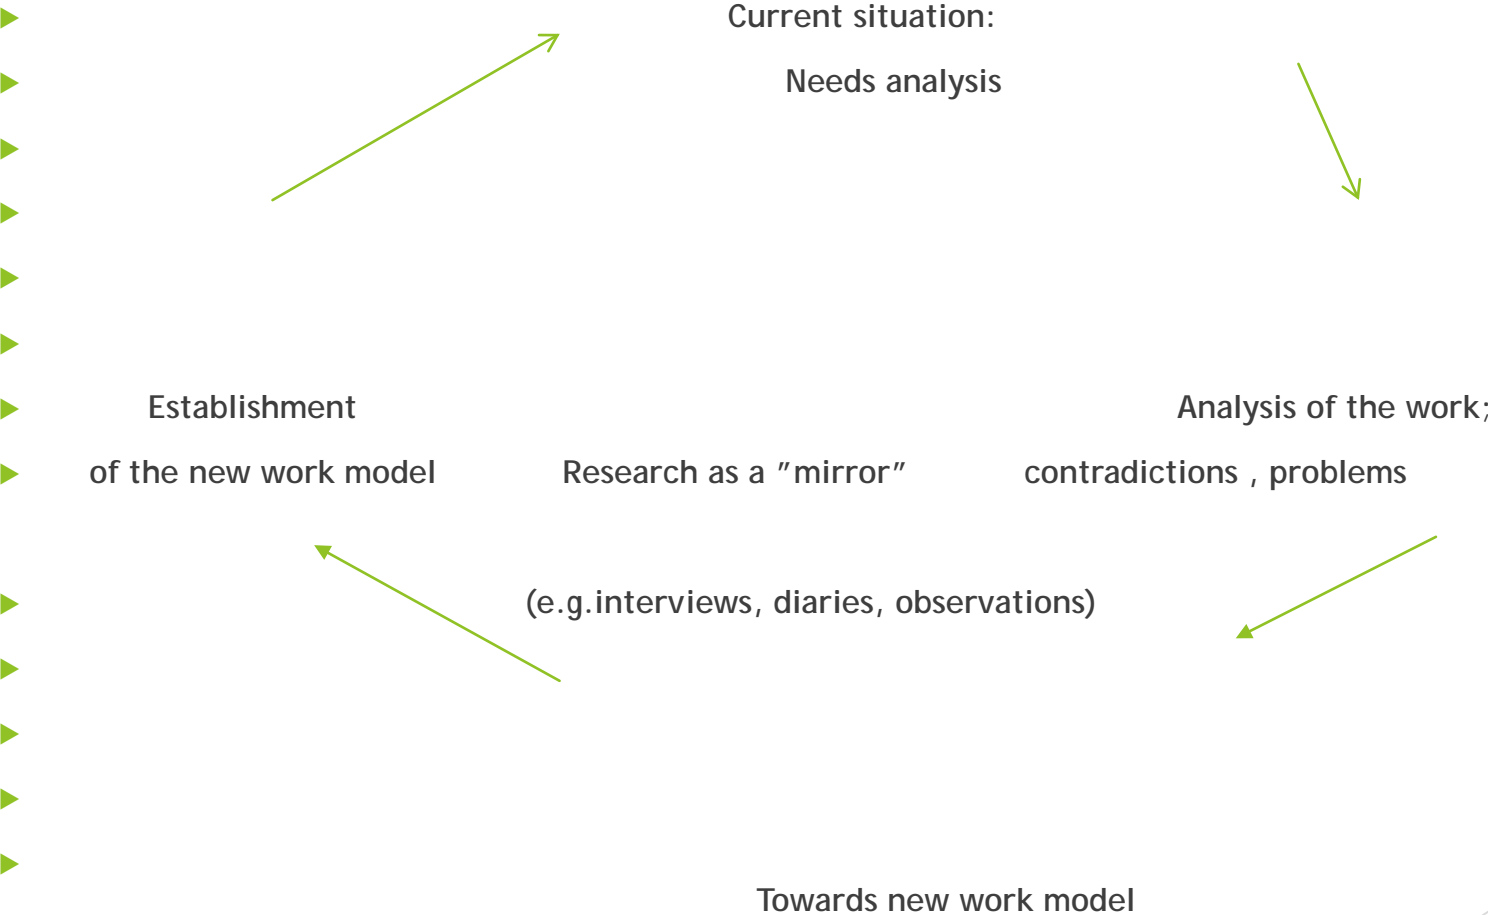 Current situation:
Needs analysis
Establishment
Analysis of the work;
of the new work model
Research as a ”mirror”
contradictions , problems
(e.g.interviews, diaries, observations)
Towards new work model